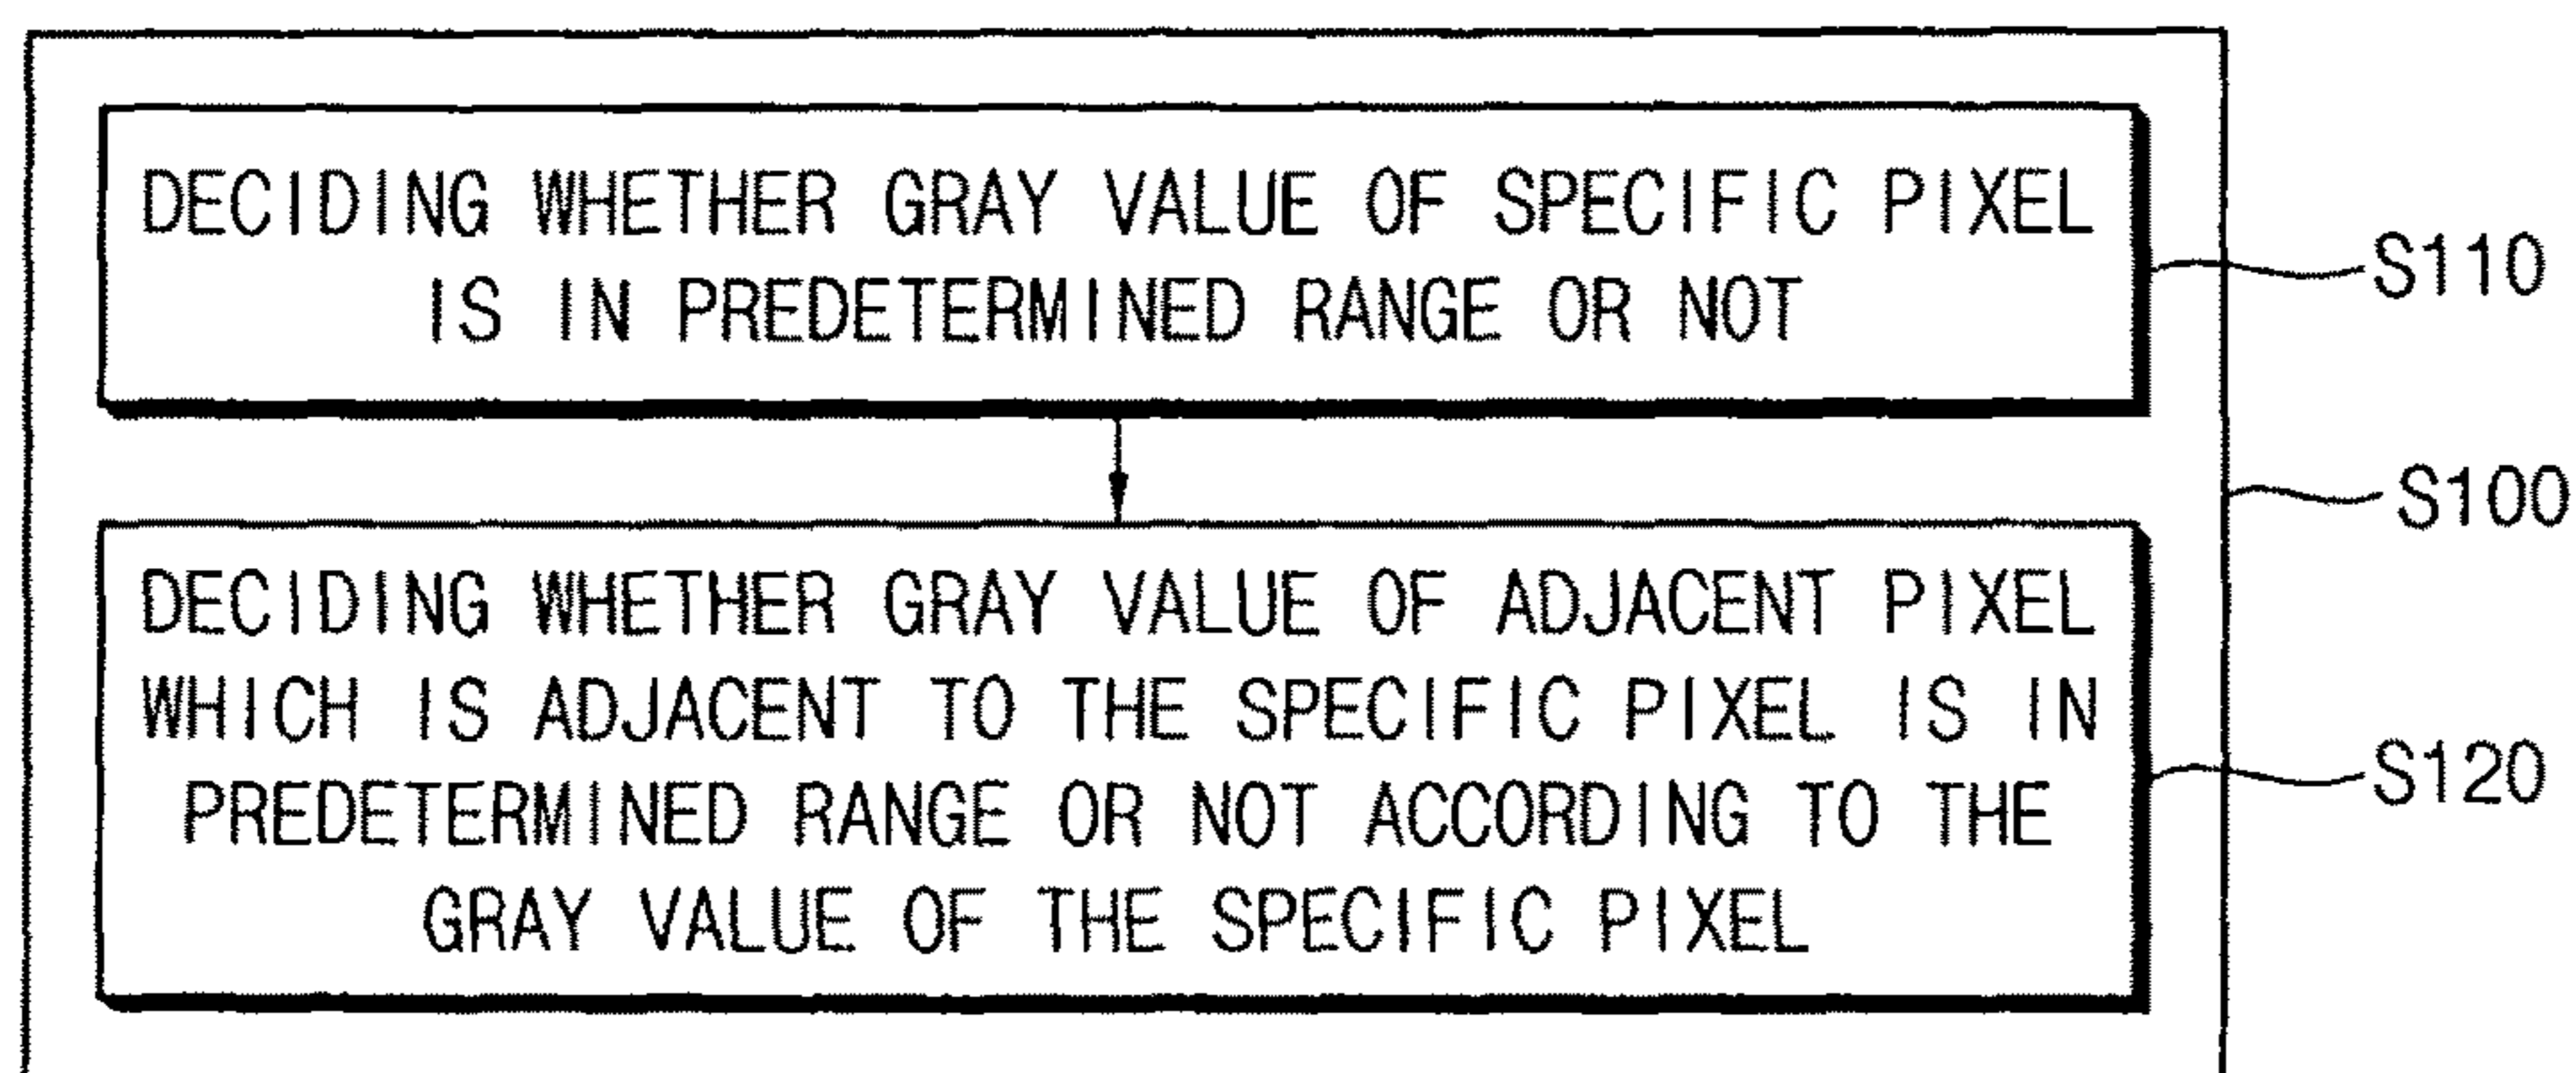 DECIDING WHETHER GRAY VALUE OF SPECIFIC PIXEL
IS IN PREDETERMINED RANGE OR NOT
S110
S100
DECIDING WHETHER GRAY VALUE OF ADJACENT PIXEL
WHICH IS ADJACENT TO THE SPECIFIC PIXEL IS IN
PREDETERMINED RANGE OR NOT ACCORDING TO THE
GRAY VALUE OF THE SPECIFIC PIXEL
S120